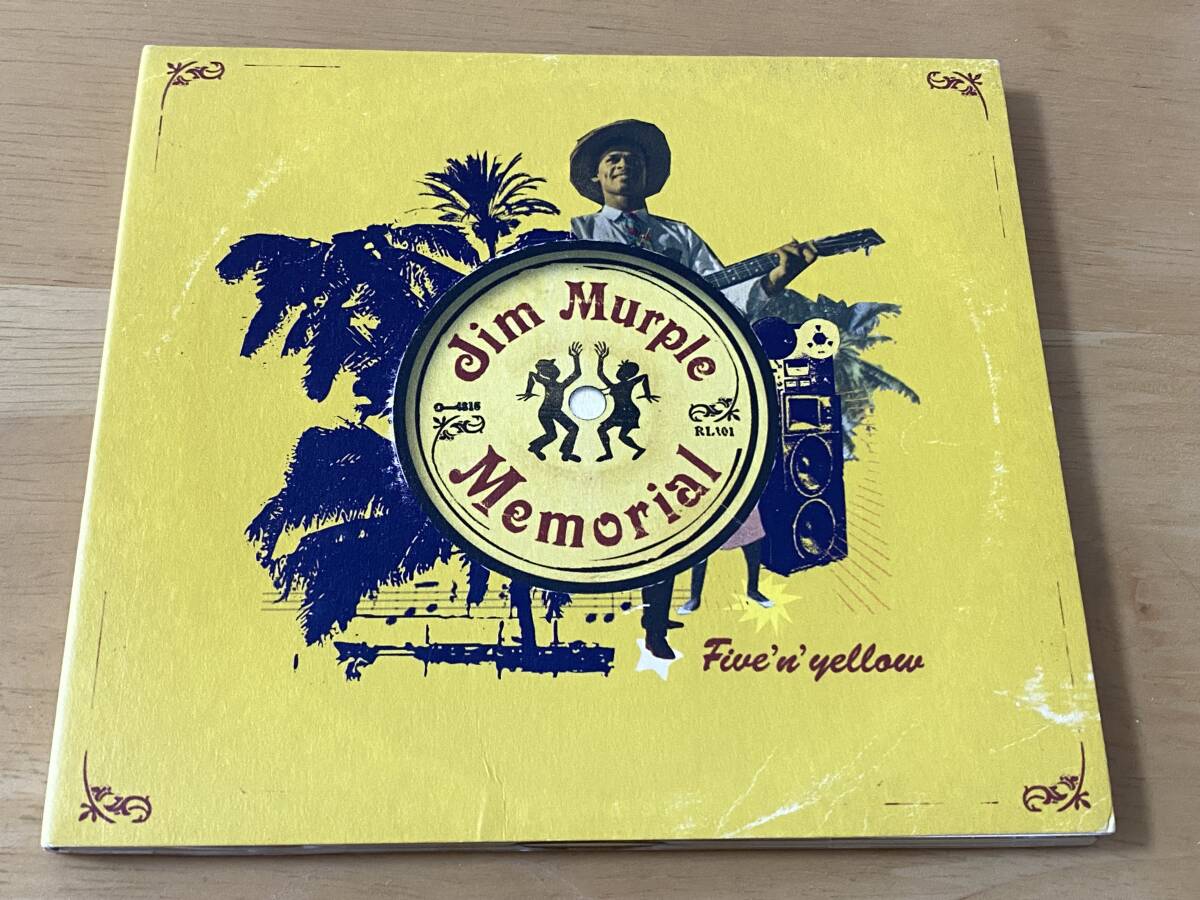 Jim Murple
4816
RL101
Memorial
Five'n'yellow